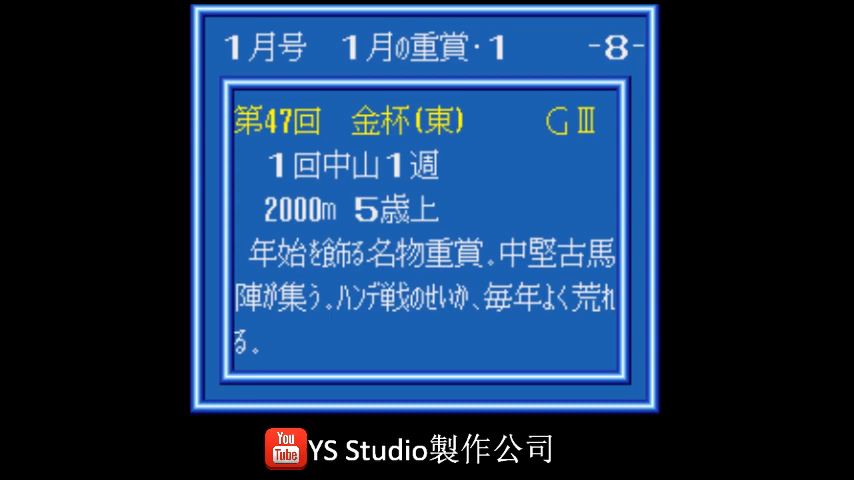 1月号 1月の重賞・1 -8-
第47回 金杯(東) GⅢ
1回中山1週
2000m 5歳上
年始を飾る名物重賞。中堅古馬
陣が集う。ハンデ戦のせいか、毎年よく荒れ
る。
You Tube YS Studio製作公司